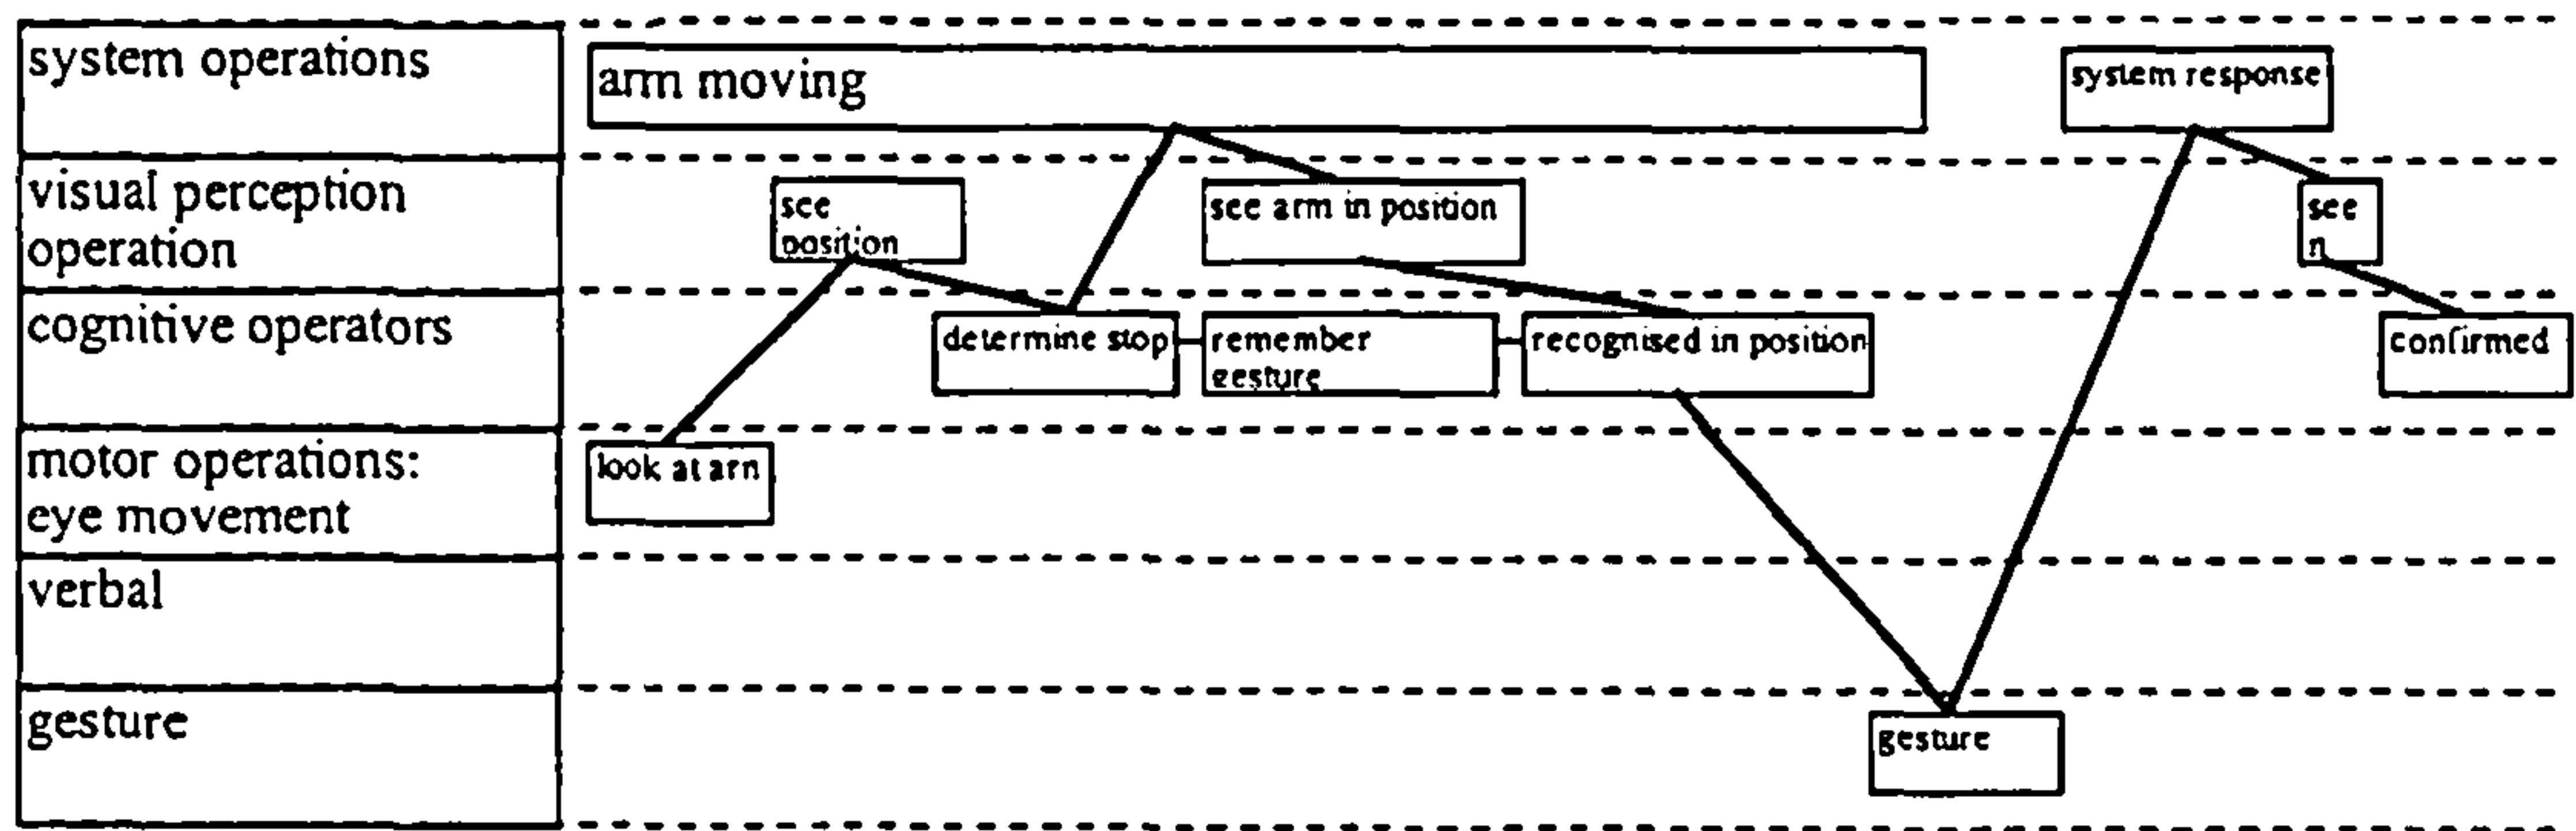 system operations
arm moving
system response
visual perception
operation
see
position
see arm in position
see
n
cognitive operators
determine stop
remember
gesture
recognised in position
confirmed
motor operations:
eye movement
look at arn
verbal
gesture
gesture